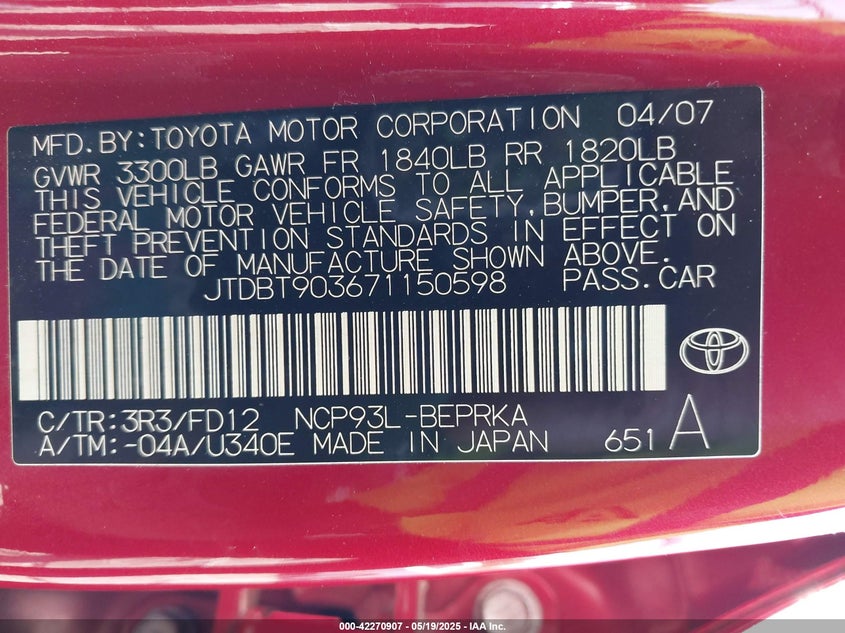 MFD. BY: TOYOTA MOTOR CORPORATION 04/07
GVWR 3300LB GAWR FR 1840LB RR 1820LB
THIS VEHICLE CONFORMS TO ALL APPLICABLE
FEDERAL MOTOR VEHICLE SAFETY, BUMPER, AND
THEFT PREVENTION STANDARDS IN EFFECT ON
THE DATE OF MANUFACTURE SHOWN ABOVE.
JTDBT903671150598 PASS. CAR
C/TR: 3R3/FD12 NCP93L-BEPRKA
A/TM: -04A/U340E MADE IN JAPAN 651 A
000-42270907 - 05/19/2025 - IAA Inc.